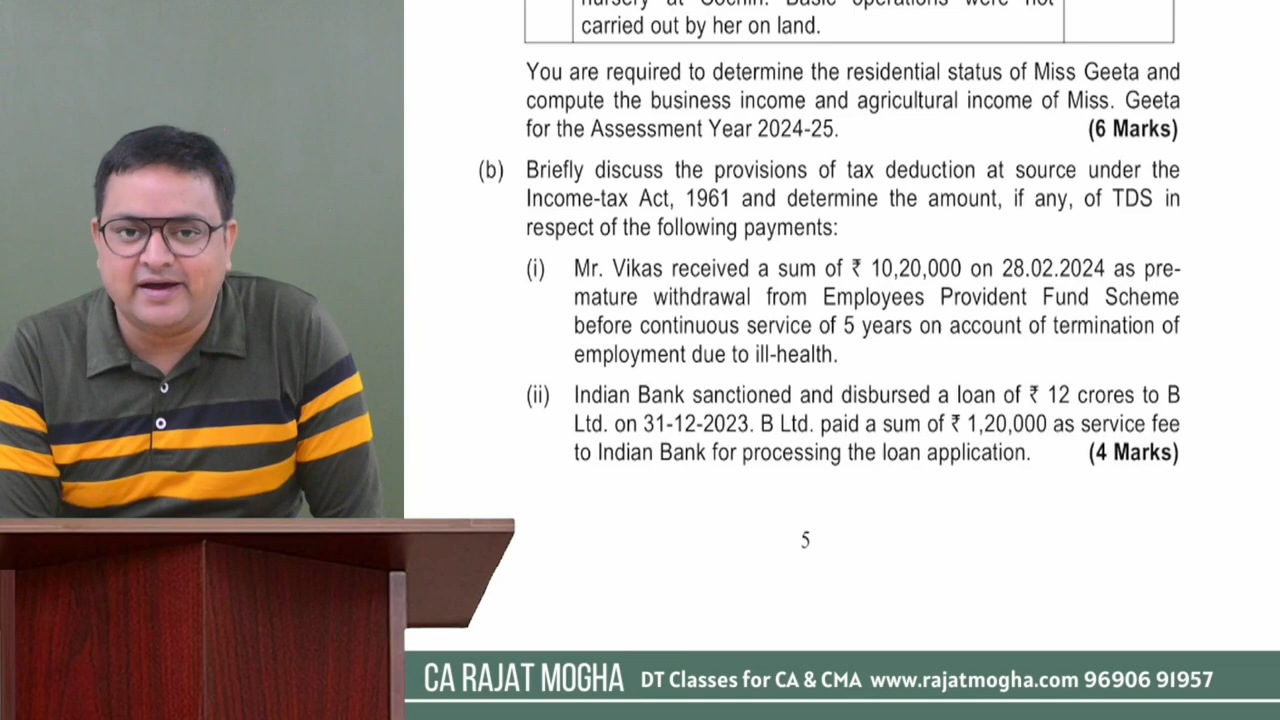 nursery at Cochin. Basic operations were not
carried out by her on land.
You are required to determine the residential status of Miss Geeta and
compute the business income and agricultural income of Miss. Geeta
for the Assessment Year 2024-25. (6 Marks)
(b) Briefly discuss the provisions of tax deduction at source under the
Income-tax Act, 1961 and determine the amount, if any, of TDS in
respect of the following payments:
(i) Mr. Vikas received a sum of ₹ 10,20,000 on 28.02.2024 as pre-
mature withdrawal from Employees Provident Fund Scheme
before continuous service of 5 years on account of termination of
employment due to ill-health.
(ii) Indian Bank sanctioned and disbursed a loan of ₹ 12 crores to B
Ltd. on 31-12-2023. B Ltd. paid a sum of ₹ 1,20,000 as service fee
to Indian Bank for processing the loan application. (4 Marks)
5
CA RAJAT MOGHA DT Classes for CA & CMA www.rajatmogha.com 96906 91957